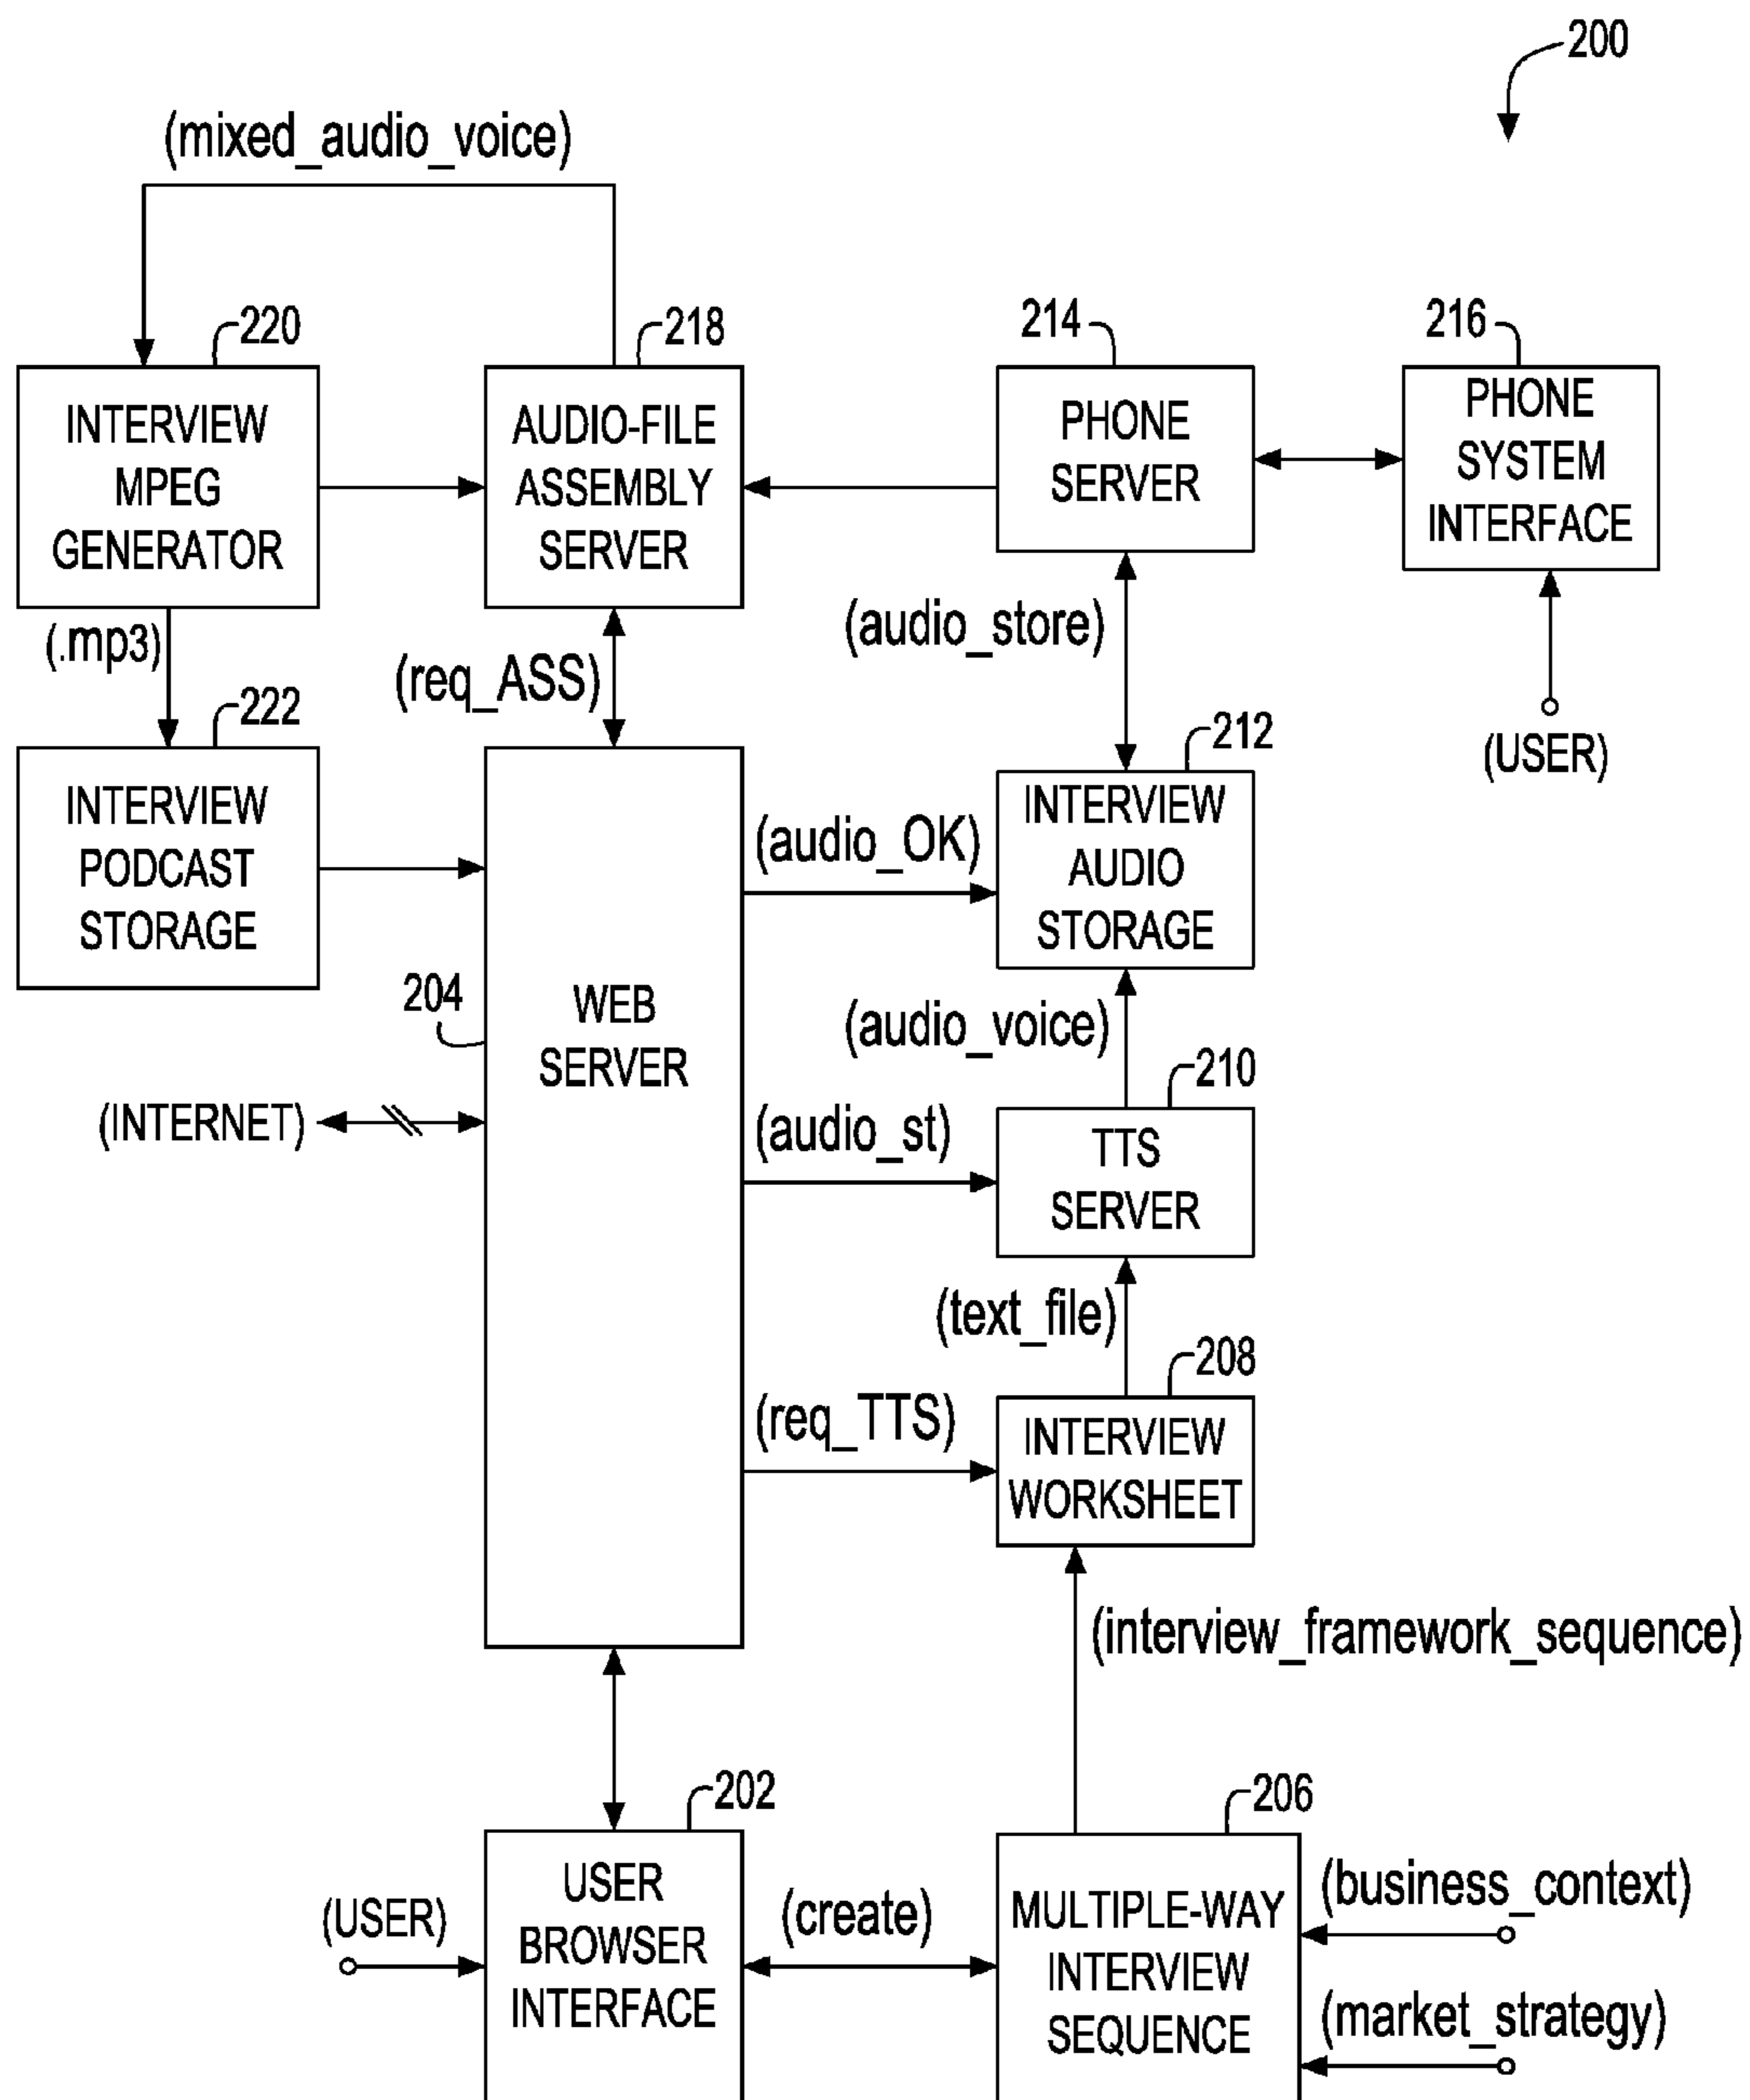 200
(mixed_audio_voice)
220
INTERVIEW
MPEG
GENERATOR
218
AUDIO-FILE
ASSEMBLY
SERVER
214
PHONE
SERVER
216
PHONE
SYSTEM
INTERFACE
(.mp3)
(req_ASS)
(audio_store)
(USER)
222
INTERVIEW
PODCAST
STORAGE
204
WEB
SERVER
(INTERNET)
(audio_OK)
212
INTERVIEW
AUDIO
STORAGE
(audio_voice)
(audio_st)
210
TTS
SERVER
(text_file)
(req_TTS)
208
INTERVIEW
WORKSHEET
(interview_framework_sequence)
(USER)
202
USER
BROWSER
INTERFACE
(create)
206
MULTIPLE-WAY
INTERVIEW
SEQUENCE
(business_context)
(market_strategy)